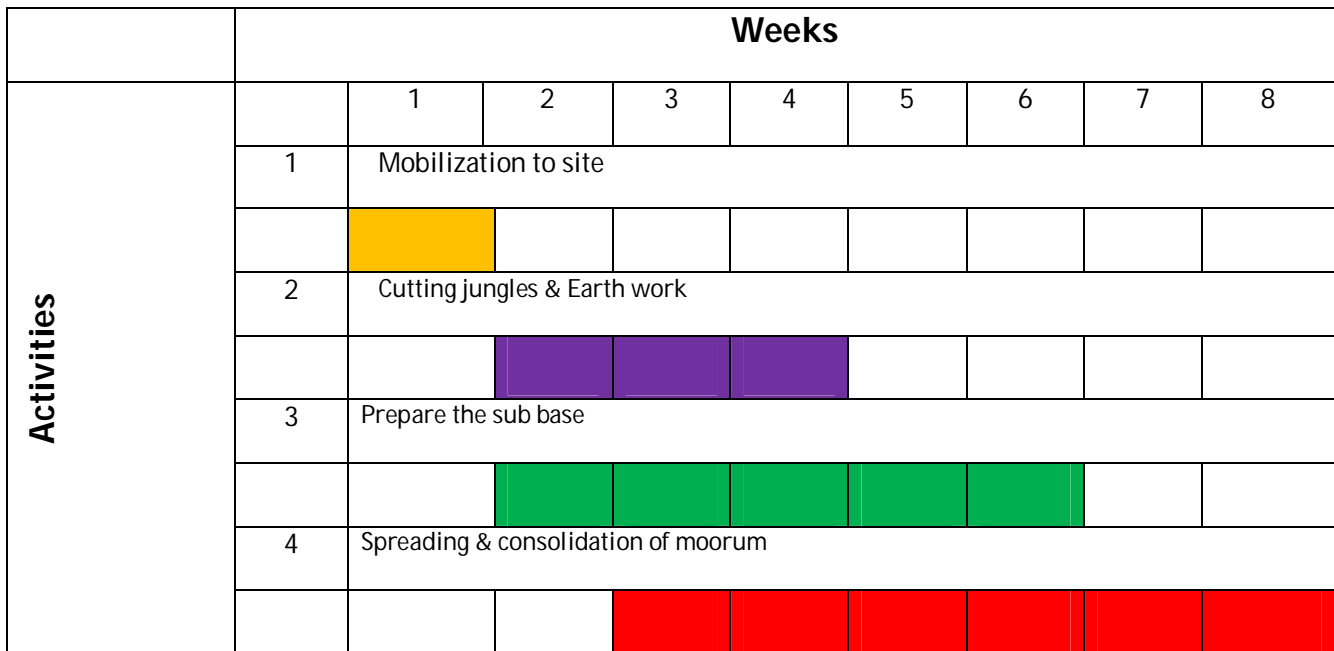 Weeks
Activities
1 2 3 4 5 6 7 8
1 Mobilization to site
2 Cutting jungles & Earth work
3 Prepare the sub base
4 Spreading & consolidation of moorum